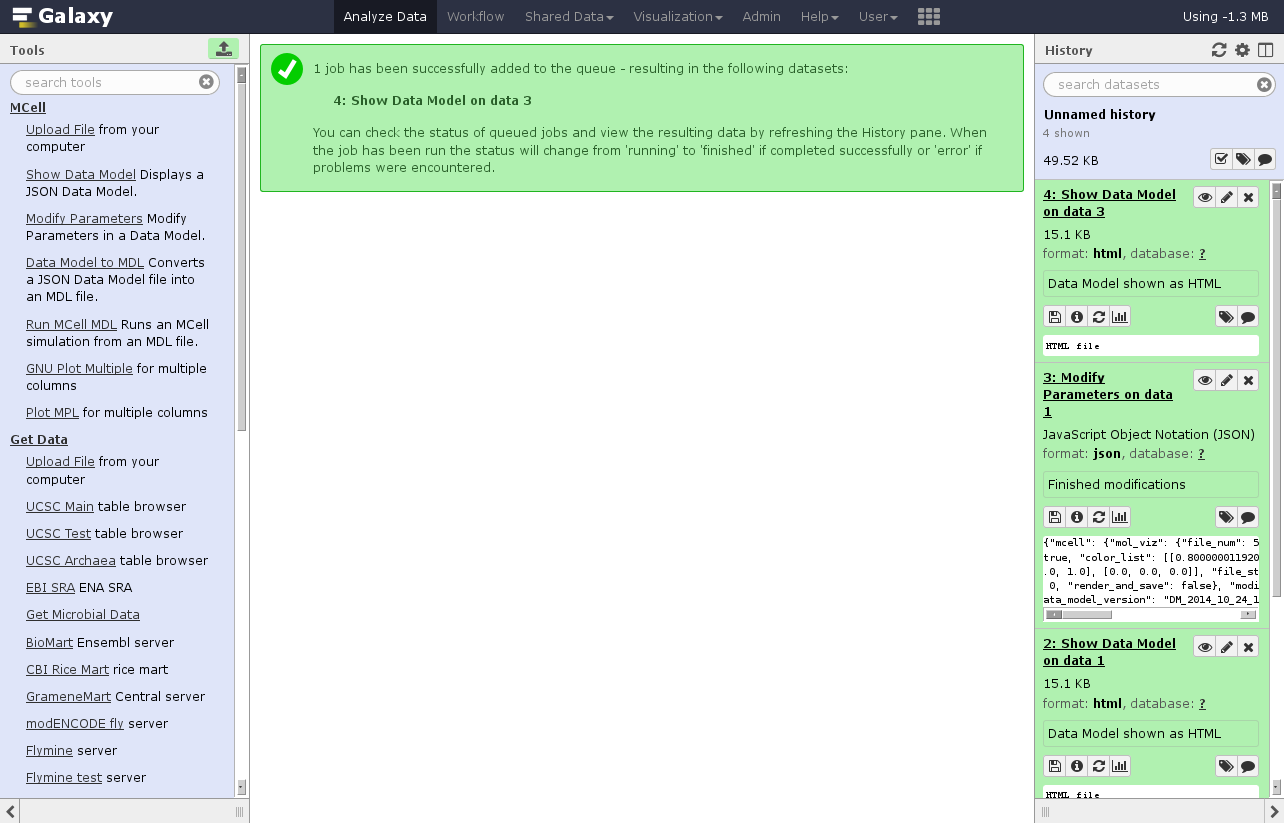 Galaxy
Analyze Data
Workflow
Shared Data
Visualization
Admin
Help
User
Using -1.3 MB
Tools
search tools
MCell
Upload File from your
computer
Show Data Model Displays a
JSON Data Model.
Modify Parameters Modify
Parameters in a Data Model.
Data Model to MDL Converts
a JSON Data Model file into
an MDL file.
Run MCell MDL Runs an MCell
simulation from an MDL file.
GNU Plot Multiple for multiple
columns
Plot MPL for multiple columns
Get Data
Upload File from your
computer
UCSC Main table browser
UCSC Test table browser
UCSC Archaea table browser
EBI SRA ENA SRA
Get Microbial Data
BioMart Ensembl server
CBI Rice Mart rice mart
GrameneMart Central server
modENCODE fly server
Flymine server
Flymine test server
1 job has been successfully added to the queue - resulting in the following datasets:
4: Show Data Model on data 3
You can check the status of queued jobs and view the resulting data by refreshing the History pane. When
the job has been run the status will change from 'running' to 'finished' if completed successfully or 'error' if
problems were encountered.
History
search datasets
Unnamed history
4 shown
49.52 KB
4: Show Data Model
on data 3
15.1 KB
format: html, database: ?
Data Model shown as HTML
HTML file
3: Modify
Parameters on data
1
JavaScript Object Notation (JSON)
format: json, database: ?
Finished modifications
{"mcell": {"mol_viz": {"file_num": 5
true, "color_list": [[0.800000011920
.0, 1.0], [0.0, 0.0, 0.0]], "file_st
0, "render_and_save": false}, "modi
ata_model_version": "DM_2014_10_24_1
2: Show Data Model
on data 1
15.1 KB
format: html, database: ?
Data Model shown as HTML
HTML file